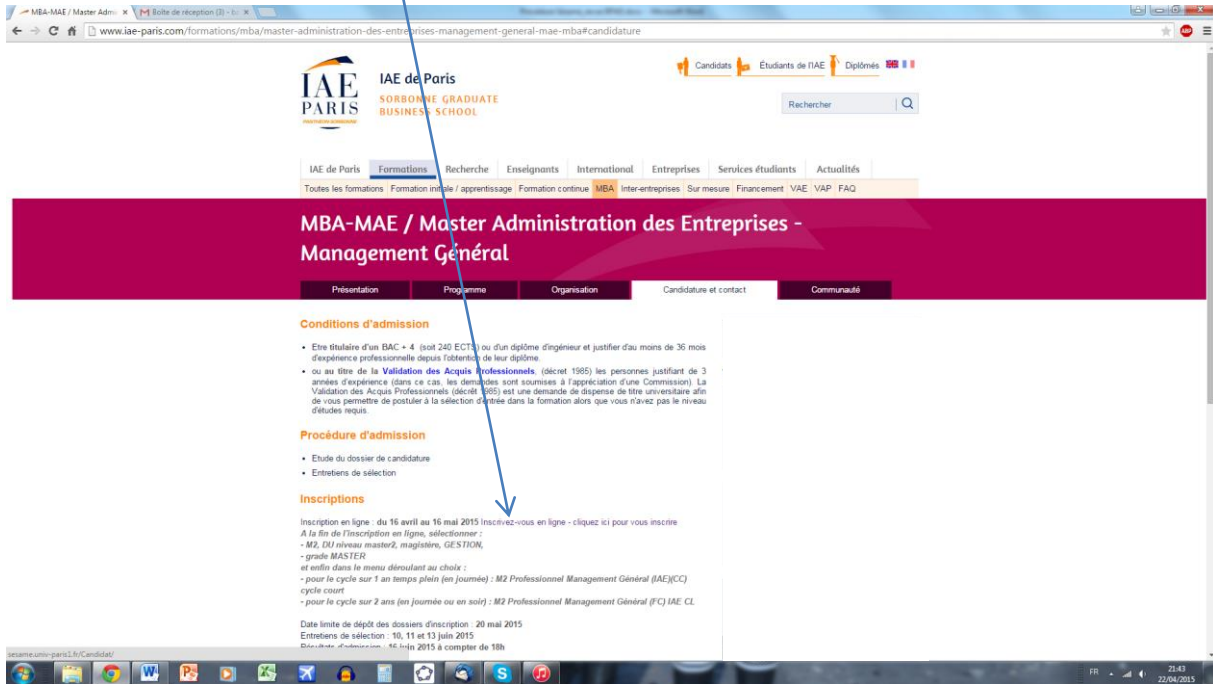 MBA-MAE / Master Adm
Boîte de réception (3) - b
www.iae-paris.com/formations/mba/master-administration-des-entreprises-management-general-mae-mba#candidature
ABP
IAE
PARIS
IAE de Paris
SORBONNE GRADUATE
BUSINESS SCHOOL
Candidats
Étudiants de l'IAE
Diplômés
Rechercher
IAE de Paris Formations Recherche Enseignants International Entreprises Services étudiants Actualités
Toutes les formations Formation initiale / apprentissage Formation continue MBA Inter-entreprises Sur mesure Financement VAE VAP FAQ
MBA-MAE / Master Administration des Entreprises -
Management Général
Présentation Programme Organisation Candidature et contact Communauté
Conditions d'admission
• Etre titulaire d'un BAC + 4 (soit 240 ECTS) ou d'un diplôme d'ingénieur et justifier d'au moins de 36 mois
d'expérience professionnelle depuis l'obtention de leur diplôme.
• ou au titre de la Validation des Acquis Professionnels, (décret 1985) les personnes justifiant de 3
années d'expérience (dans ce cas, les demandes sont soumises à l'appréciation d'une Commission). La
Validation des Acquis Professionnels (décrêt 1985) est une demande de dispense de titre universitaire afin
de vous permettre de postuler à la sélection d'entrée dans la formation alors que vous n'avez pas le niveau
d'études requis.
Procédure d'admission
• Etude du dossier de candidature
• Entretiens de sélection
Inscriptions
Inscription en ligne : du 16 avril au 16 mai 2015 Inscrivez-vous en ligne - cliquez ici pour vous inscrire
A la fin de l'inscription en ligne, sélectionner :
- M2, DU niveau master2, magistère, GESTION,
- grade MASTER
et enfin dans le menu déroulant au choix :
- pour le cycle sur 1 an temps plein (en journée) : M2 Professionnel Management Général (IAE)(CC)
cycle court
- pour le cycle sur 2 ans (en journée ou en soir) : M2 Professionnel Management Général (FC) IAE CL
Date limite de dépôt des dossiers d'inscription : 20 mai 2015
Entretiens de sélection : 10, 11 et 13 juin 2015
Résultats d'admission : 16 juin 2015 à compter de 18h
sesame.univ-paris1.fr/Candidat/
FR
21:43
22/04/2015